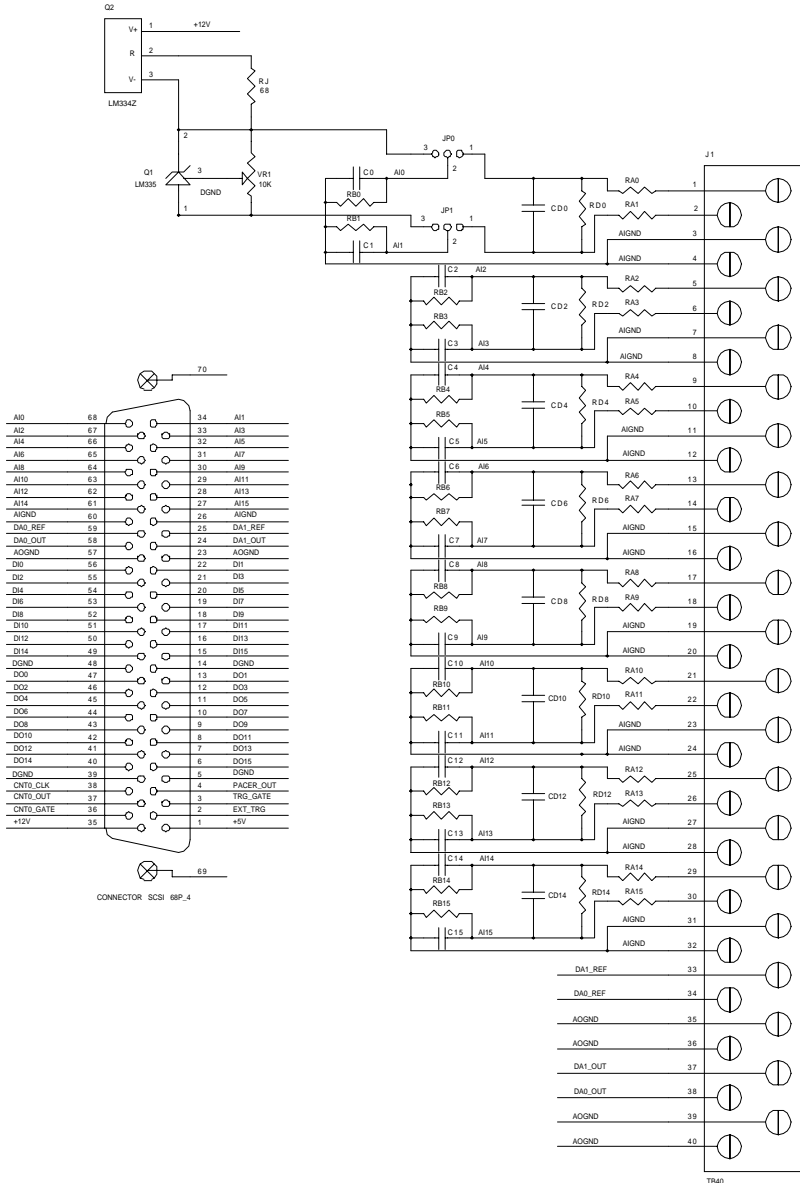 Q2
V+ 1 +12V
R 2
V- 3
LM334Z
RJ
68
2
Q1
LM335
3
DGND
VR1
10K
1
JP0
3 1
2
C0 AI0
RB0
RB1
C1 AI1
JP1
3 1
2
CD0 RD0
J1
RA0 1
RA1 2
AIGND 3
AIGND 4
C2 AI2
RB2
RB3
C3 AI3
CD2 RD2
RA2 5
RA3 6
AIGND 7
AIGND 8
C4 AI4
RB4
RB5
C5 AI5
CD4 RD4
RA4 9
RA5 10
AIGND 11
AIGND 12
C6 AI6
RB6
RB7
C7 AI7
CD6 RD6
RA6 13
RA7 14
AIGND 15
AIGND 16
C8 AI8
RB8
RB9
C9 AI9
CD8 RD8
RA8 17
RA9 18
AIGND 19
AIGND 20
C10 AI10
RB10
RB11
C11 AI11
CD10 RD10
RA10 21
RA11 22
AIGND 23
AIGND 24
C12 AI12
RB12
RB13
C13 AI13
CD12 RD12
RA12 25
RA13 26
AIGND 27
AIGND 28
C14 AI14
RB14
RB15
C15 AI15
CD14 RD14
RA14 29
RA15 30
AIGND 31
AIGND 32
DA1_REF 33
DA0_REF 34
AOGND 35
AOGND 36
DA1_OUT 37
DA0_OUT 38
AOGND 39
AOGND 40
TB40
70
AI0 68 34 AI1
AI2 67 33 AI3
AI4 66 32 AI5
AI6 65 31 AI7
AI8 64 30 AI9
AI10 63 29 AI11
AI12 62 28 AI13
AI14 61 27 AI15
AIGND 60 26 AIGND
DA0_REF 59 25 DA1_REF
DA0_OUT 58 24 DA1_OUT
AOGND 57 23 AOGND
DI0 56 22 DI1
DI2 55 21 DI3
DI4 54 20 DI5
DI6 53 19 DI7
DI8 52 18 DI9
DI10 51 17 DI11
DI12 50 16 DI13
DI14 49 15 DI15
DGND 48 14 DGND
DO0 47 13 DO1
DO2 46 12 DO3
DO4 45 11 DO5
DO6 44 10 DO7
DO8 43 9 DO9
DO10 42 8 DO11
DO12 41 7 DO13
DO14 40 6 DO15
DGND 39 5 DGND
CNT0_CLK 38 4 PACER_OUT
CNT0_OUT 37 3 TRG_GATE
CNT0_GATE 36 2 EXT_TRG
+12V 35 1 +5V
69
CONNECTOR SCSI 68P_4